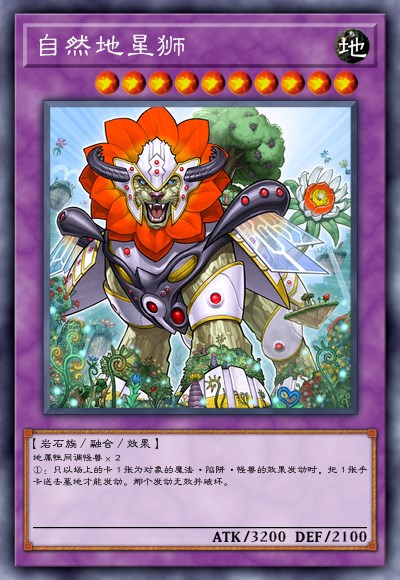 自然地星狮
地
【岩石族／融合／效果】
地属性同调怪兽×2
①：只以场上的卡1张为对象的魔法·陷阱·怪兽的效果发动时，把1张手
卡送去墓地才能发动。那个发动无效并破坏。
ATK/3200 DEF/2100